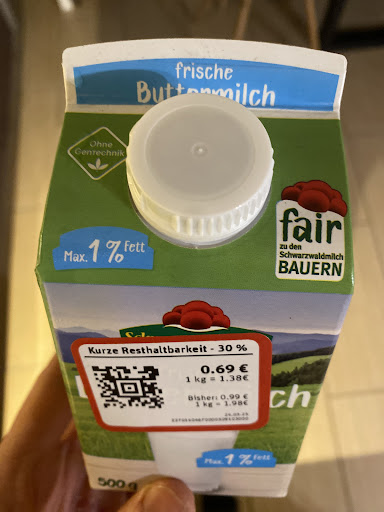 frische
Buttermilch
Ohne
Gentechnik
fair
zu den
Schwarzwaldmilch
BAUERN
Max. 1% Fett
Kurze Resthaltbarkeit - 30 %
0.69 €
1 kg = 1.38€
Bisher: 0.99 €
1 kg = 1.98€
Max. 1% Fett
500g